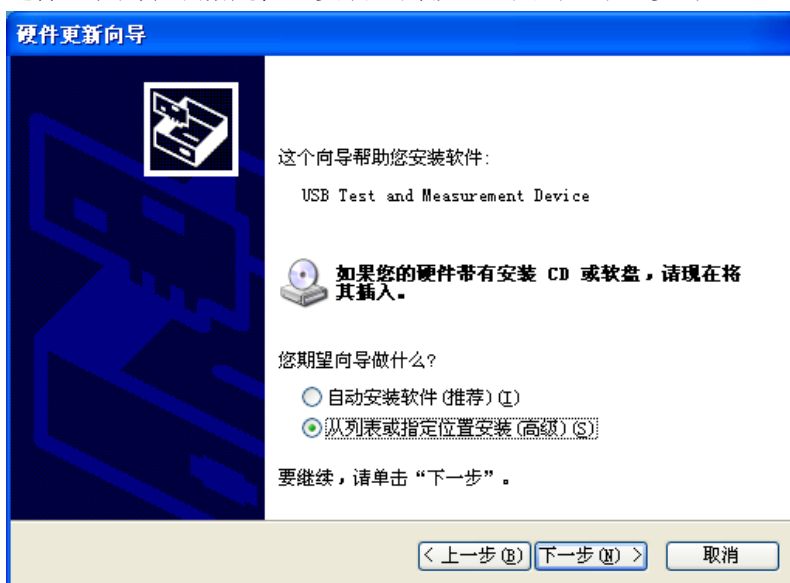 硬件更新向导
这个向导帮助您安装软件:
USB Test and Measurement Device
如果您的硬件带有安装 CD 或软盘，请现在将
其插入。
您期望向导做什么?
自动安装软件(推荐)(I)
从列表或指定位置安装(高级)(S)
要继续，请单击“下一步”。
< 上一步(B) 下一步(N) > 取消